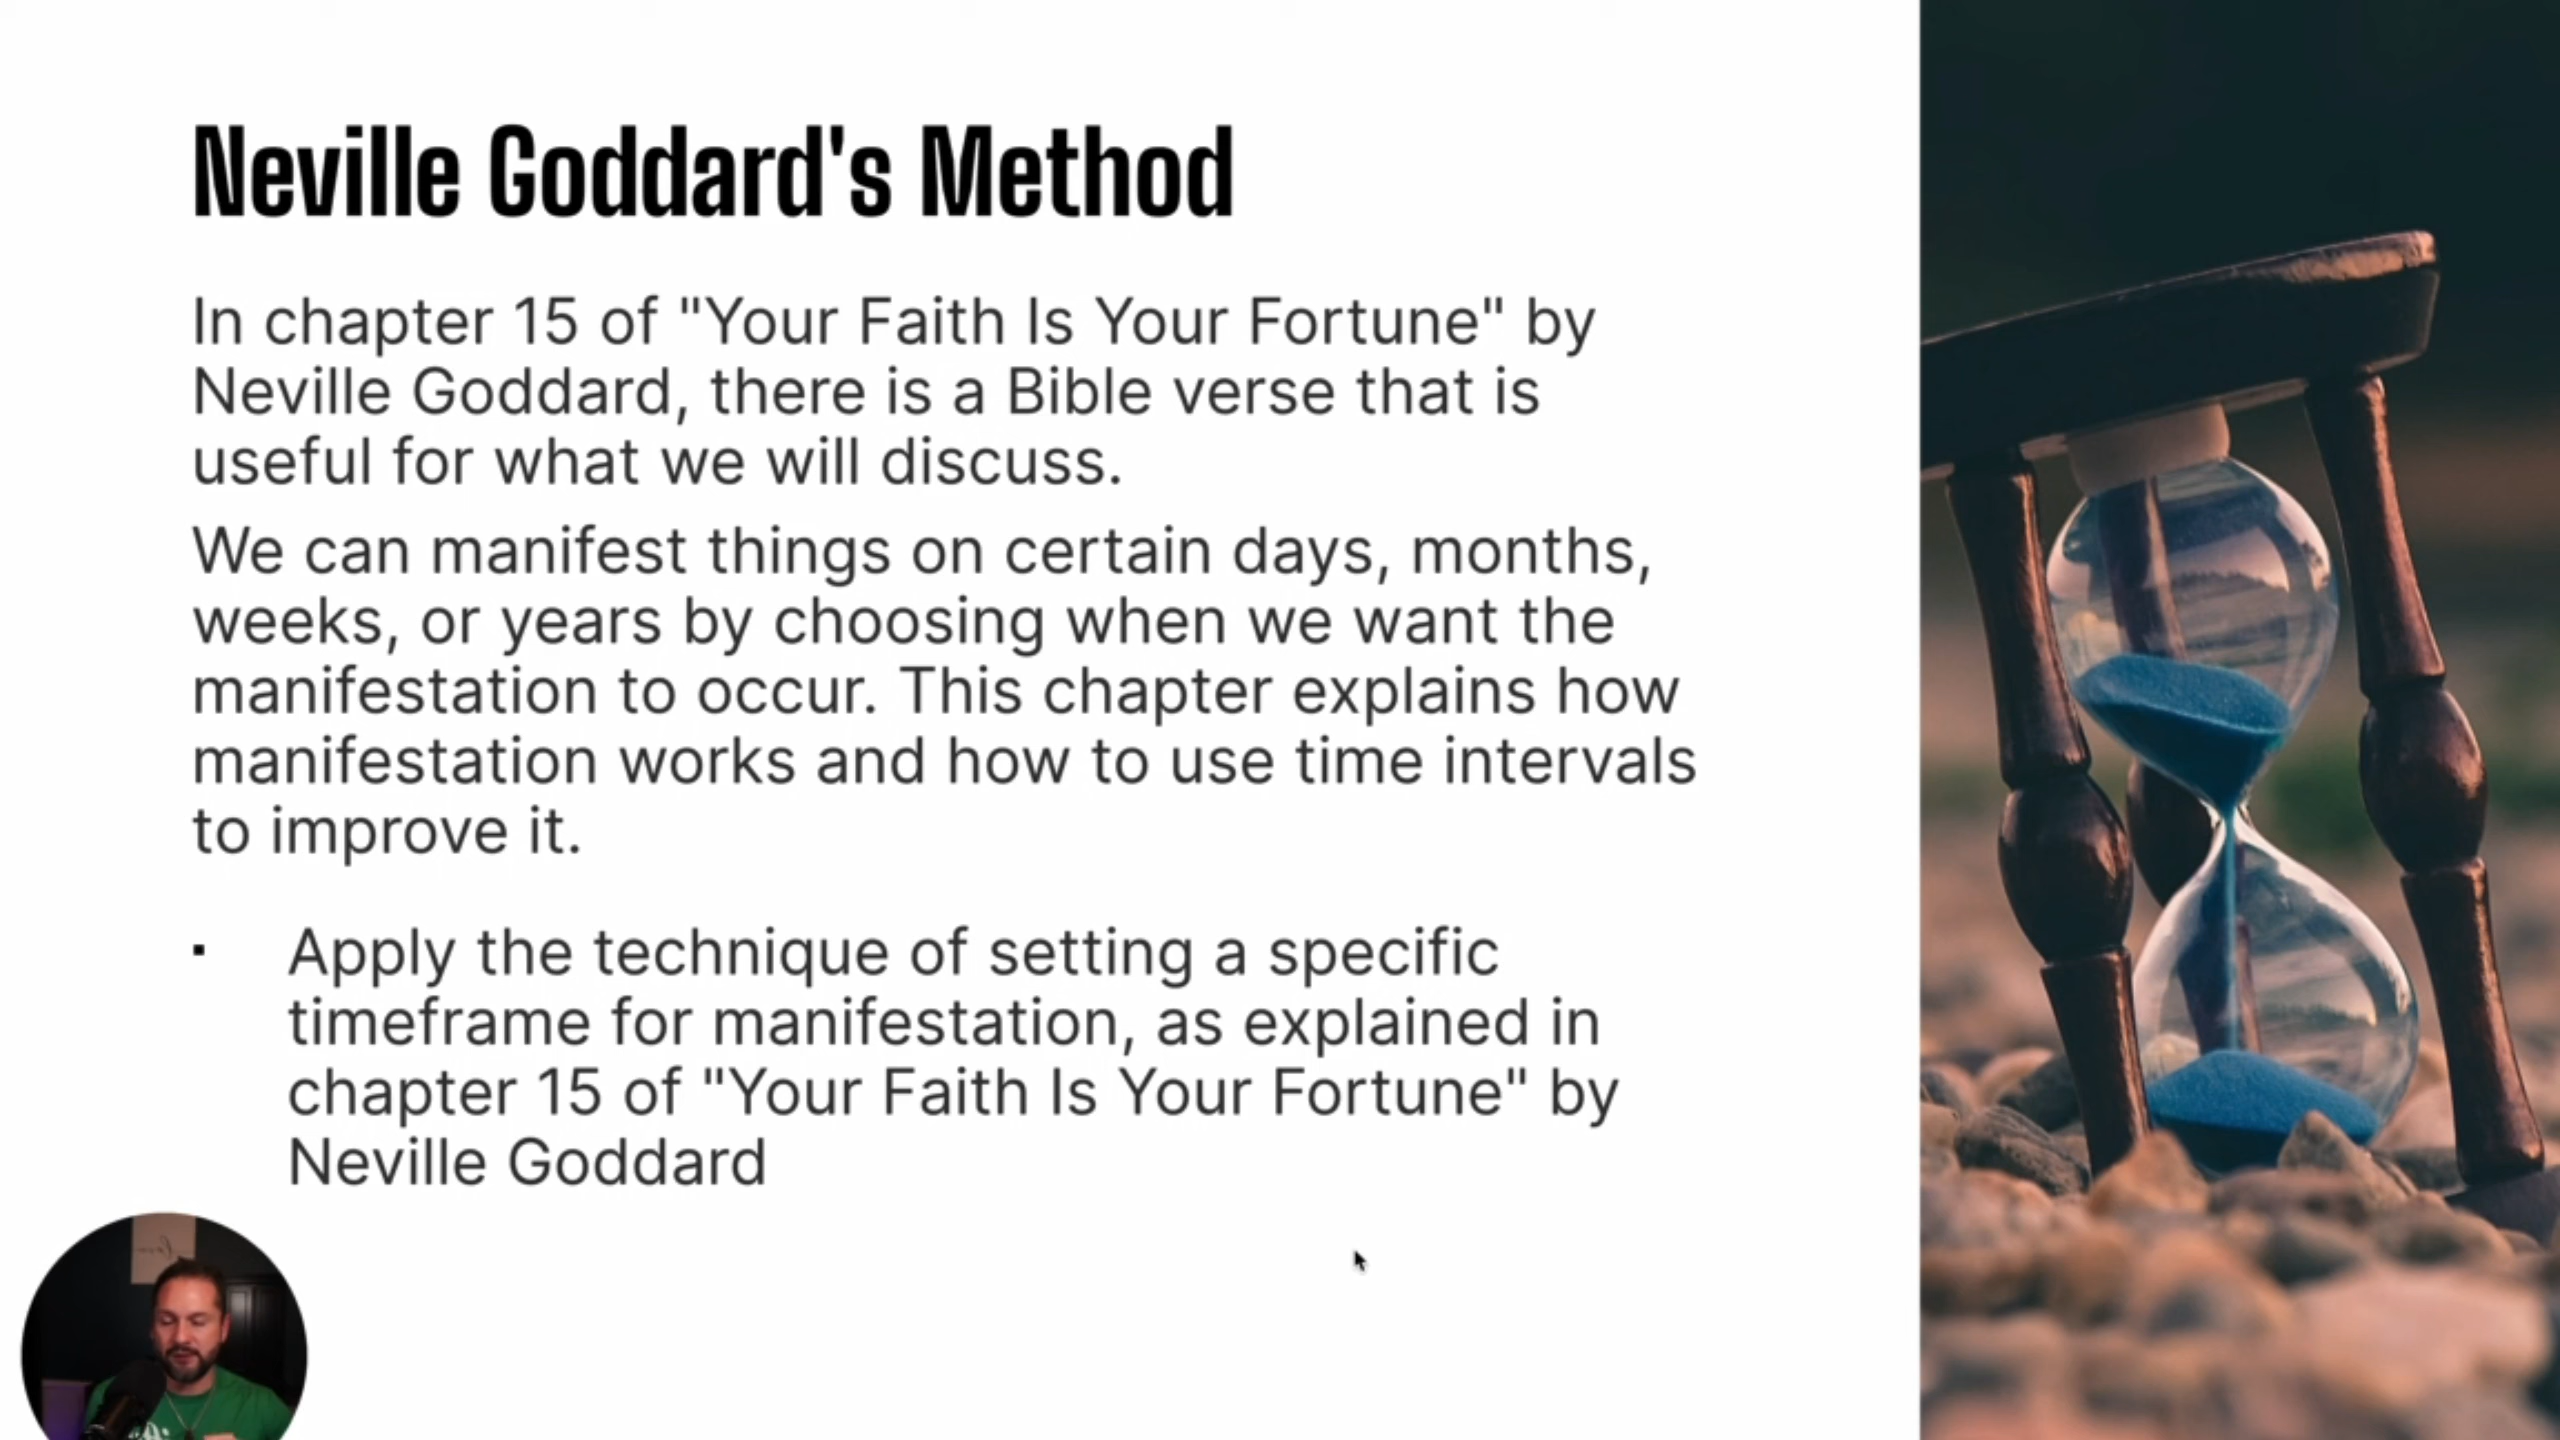 Neville Goddard's Method
In chapter 15 of "Your Faith Is Your Fortune" by
Neville Goddard, there is a Bible verse that is
useful for what we will discuss.
We can manifest things on certain days, months,
weeks, or years by choosing when we want the
manifestation to occur. This chapter explains how
manifestation works and how to use time intervals
to improve it.
▪ Apply the technique of setting a specific
timeframe for manifestation, as explained in
chapter 15 of "Your Faith Is Your Fortune" by
Neville Goddard